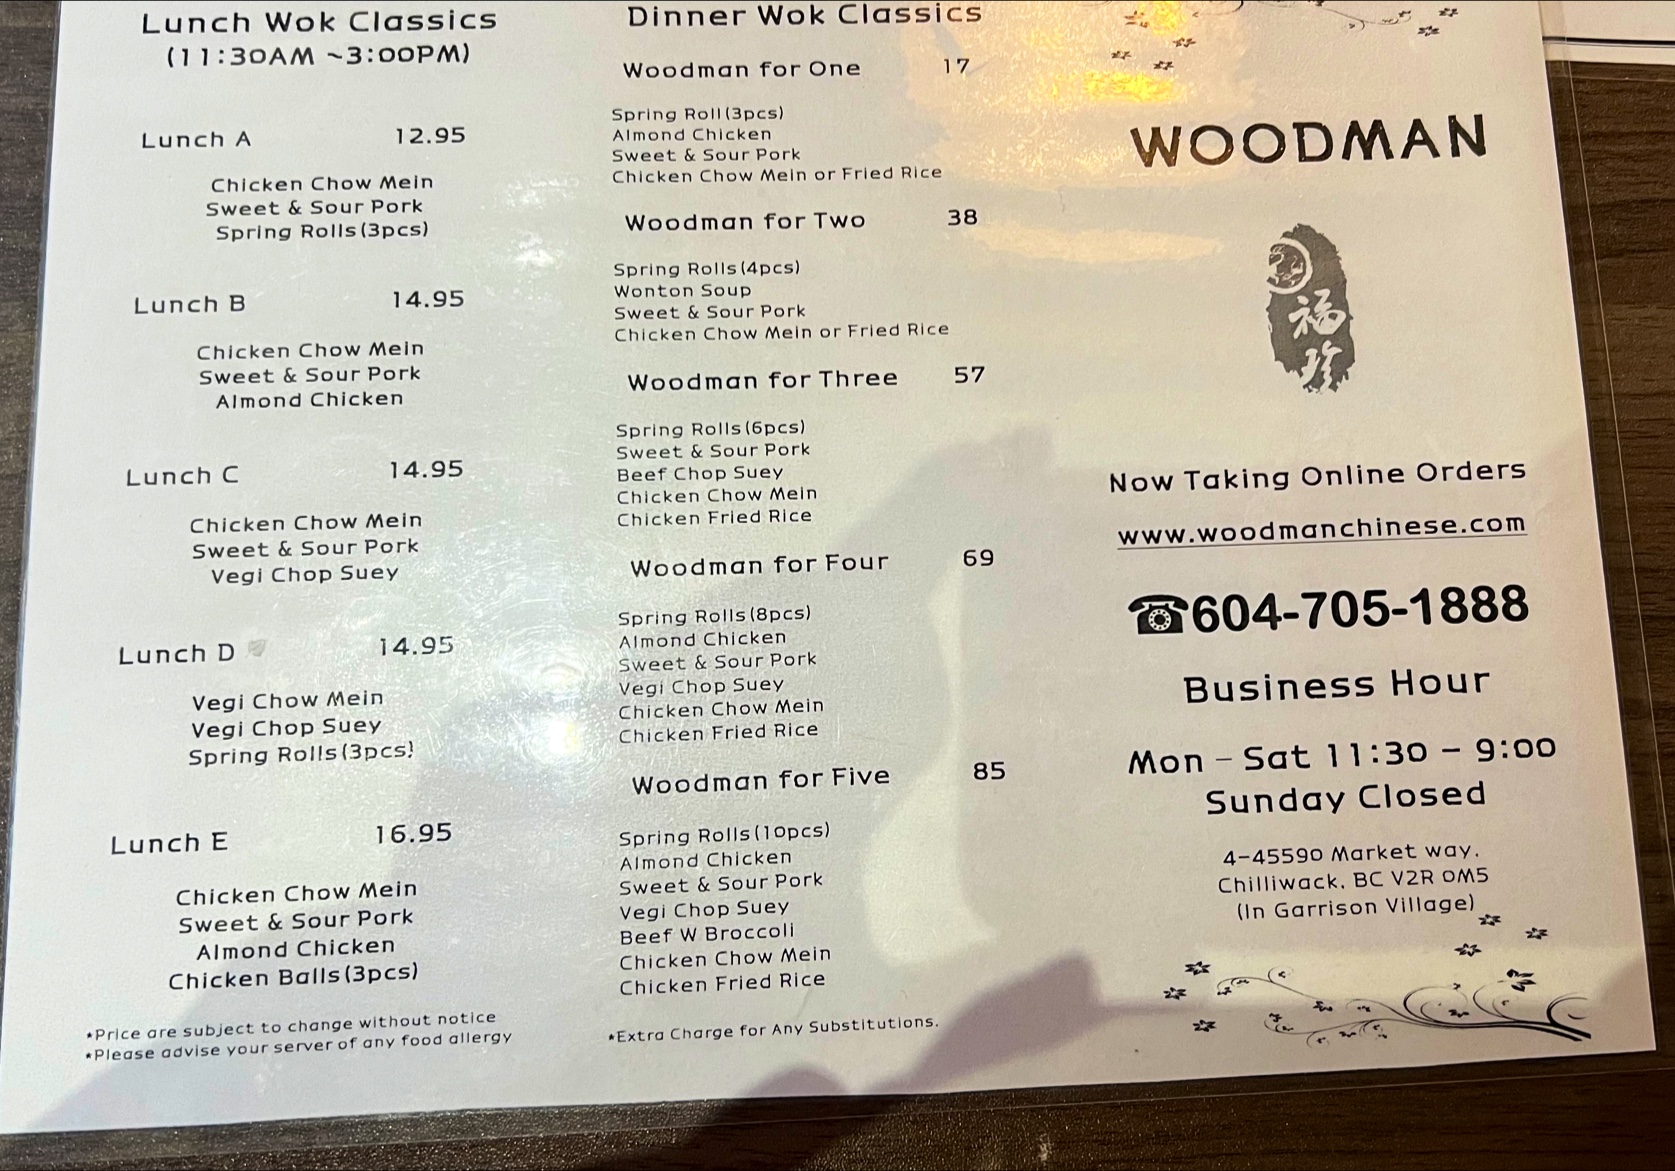 Lunch Wok Classics
(11:30AM ~3:00PM)
Lunch A 12.95
Chicken Chow Mein
Sweet & Sour Pork
Spring Rolls(3pcs)
Lunch B 14.95
Chicken Chow Mein
Sweet & Sour Pork
Almond Chicken
Lunch C 14.95
Chicken Chow Mein
Sweet & Sour Pork
Vegi Chop Suey
Lunch D 14.95
Vegi Chow Mein
Vegi Chop Suey
Spring Rolls(3pcs)
Lunch E 16.95
Chicken Chow Mein
Sweet & Sour Pork
Almond Chicken
Chicken Balls(3pcs)
*Price are subject to change without notice
*Please advise your server of any food allergy
Dinner Wok Classics
Woodman for One 17
Spring Roll(3pcs)
Almond Chicken
Sweet & Sour Pork
Chicken Chow Mein or Fried Rice
Woodman for Two 38
Spring Rolls(4pcs)
Wonton Soup
Sweet & Sour Pork
Chicken Chow Mein or Fried Rice
Woodman for Three 57
Spring Rolls(6pcs)
Sweet & Sour Pork
Beef Chop Suey
Chicken Chow Mein
Chicken Fried Rice
Woodman for Four 69
Spring Rolls(8pcs)
Almond Chicken
Sweet & Sour Pork
Vegi Chop Suey
Chicken Chow Mein
Chicken Fried Rice
Woodman for Five 85
Spring Rolls(10pcs)
Almond Chicken
Sweet & Sour Pork
Vegi Chop Suey
Beef W Broccoli
Chicken Chow Mein
Chicken Fried Rice
*Extra Charge for Any Substitutions.
WOODMAN
福
珍
Now Taking Online Orders
www.woodmanchinese.com
☎604-705-1888
Business Hour
Mon – Sat 11:30 – 9:00
Sunday Closed
4-45590 Market way,
Chilliwack, BC V2R 0M5
(In Garrison Village)